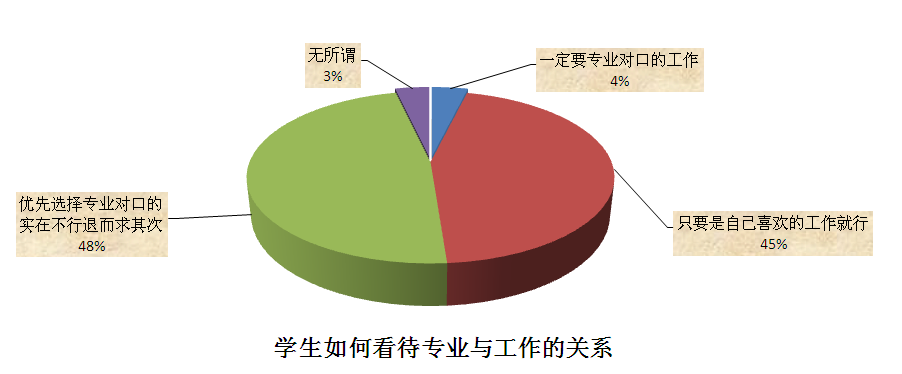 无所谓
3%
一定要专业对口的工作
4%
优先选择专业对口的
实在不行退而求其次
48%
只要是自己喜欢的工作就行
45%
学生如何看待专业与工作的关系